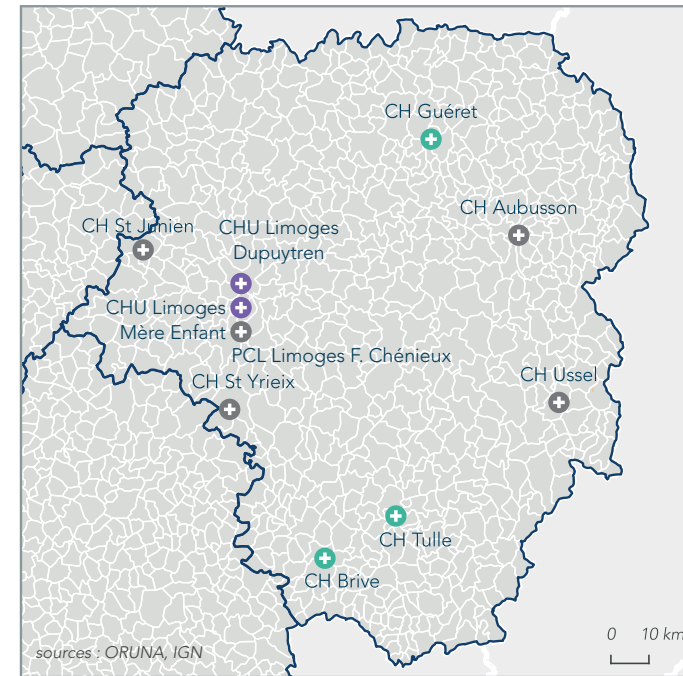 CH Guéret
CH Aubusson
CH St Junien
CHU Limoges
Dupuytren
CHU Limoges
Mère Enfant
PCL Limoges F. Chénieux
CH Ussel
CH St Yrieix
CH Tulle
CH Brive
0 10 km
sources : ORUNA, IGN